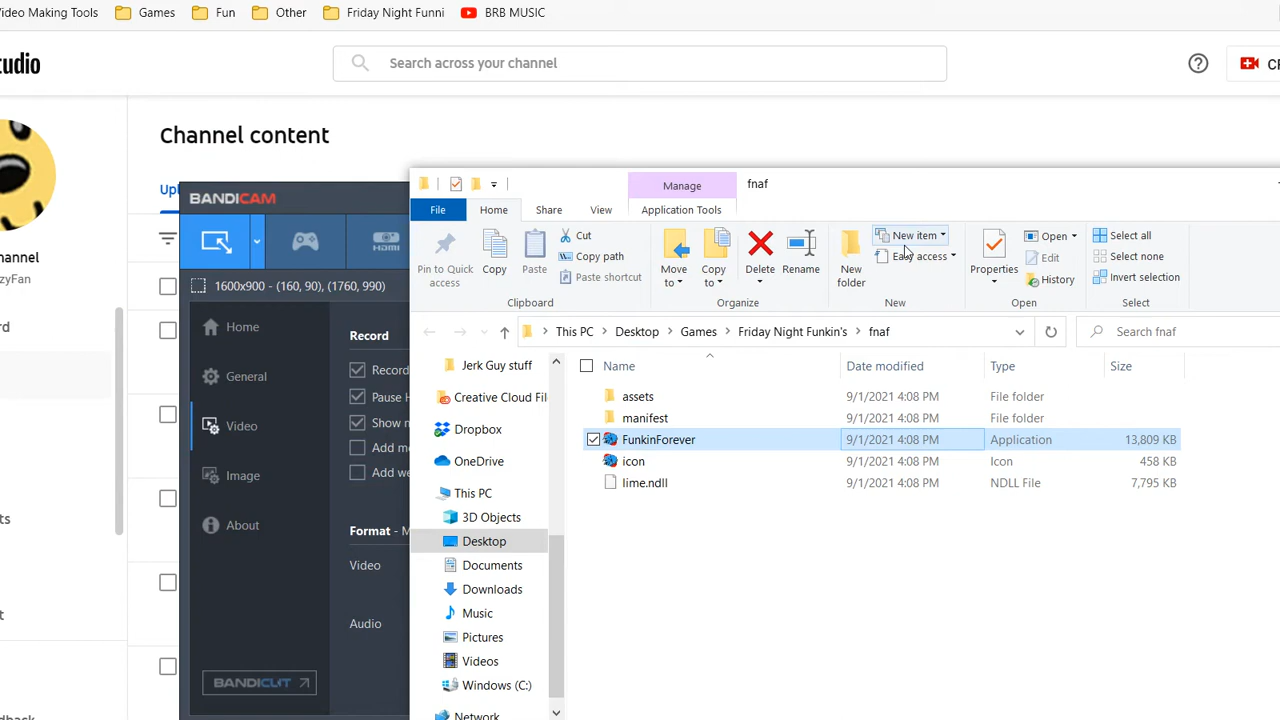 Video Making Tools Games Fun Other Friday Night Funni BRB MUSIC
Search across your channel
Channel content
BANDICAM
1600x900 - (160, 90), (1760, 990)
Home
General
Video
Image
About
BANDICUT
Record
Pause
Show
Format -
Video
Audio
Manage fnaf
File Home Share View Application Tools
Pin to Quick access
Copy
Paste
Cut
Copy path
Paste shortcut
Clipboard
Move to
Copy to
Delete
Rename
Organize
New folder
New item
Easy access
New
Properties
Open
Edit
History
Open
Select all
Select none
Invert selection
Select
This PC Desktop Games Friday Night Funkin's fnaf
Search fnaf
Jerk Guy stuff
Creative Cloud Fil
Dropbox
OneDrive
This PC
3D Objects
Desktop
Documents
Downloads
Music
Pictures
Videos
Windows (C:)
Network
Name Date modified Type Size
assets 9/1/2021 4:08 PM File folder
manifest 9/1/2021 4:08 PM File folder
FunkinForever 9/1/2021 4:08 PM Application 13,809 KB
icon 9/1/2021 4:08 PM Icon 458 KB
lime.ndll 9/1/2021 4:08 PM NDLL File 7,795 KB